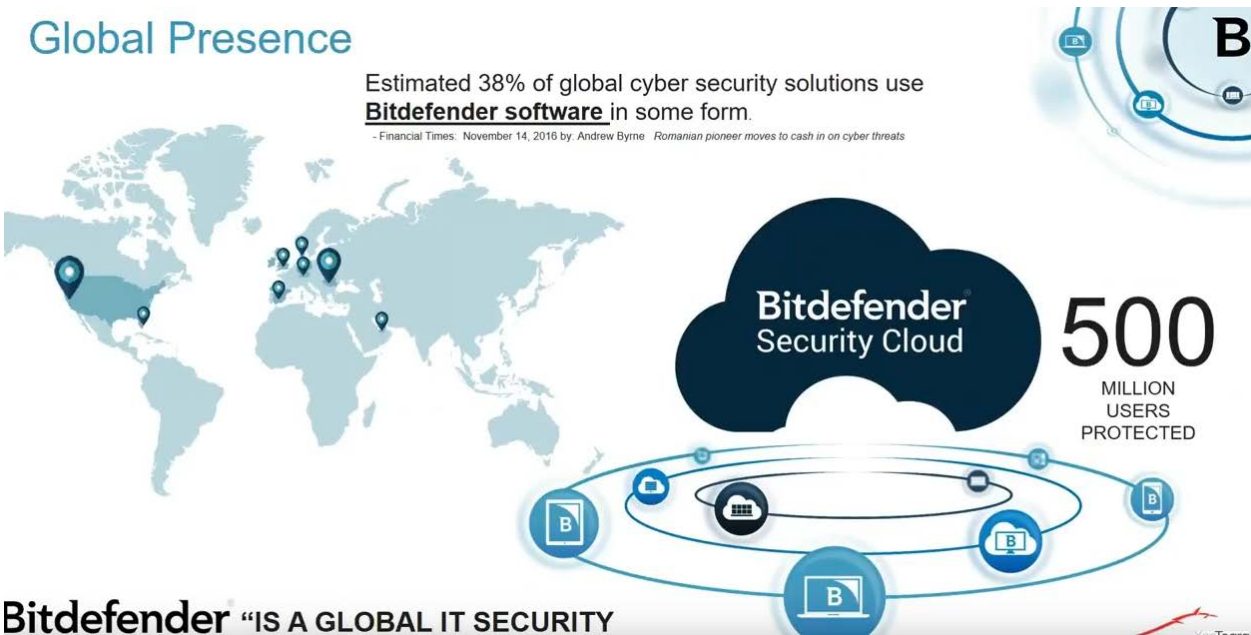 Global Presence
B
Estimated 38% of global cyber security solutions use
Bitdefender software in some form.
- Financial Times: November 14, 2016 by: Andrew Byrne Romanian pioneer moves to cash in on cyber threats
Bitdefender®
Security Cloud
500
MILLION
USERS
PROTECTED
B
B
B
B
Bitdefender® “IS A GLOBAL IT SECURITY